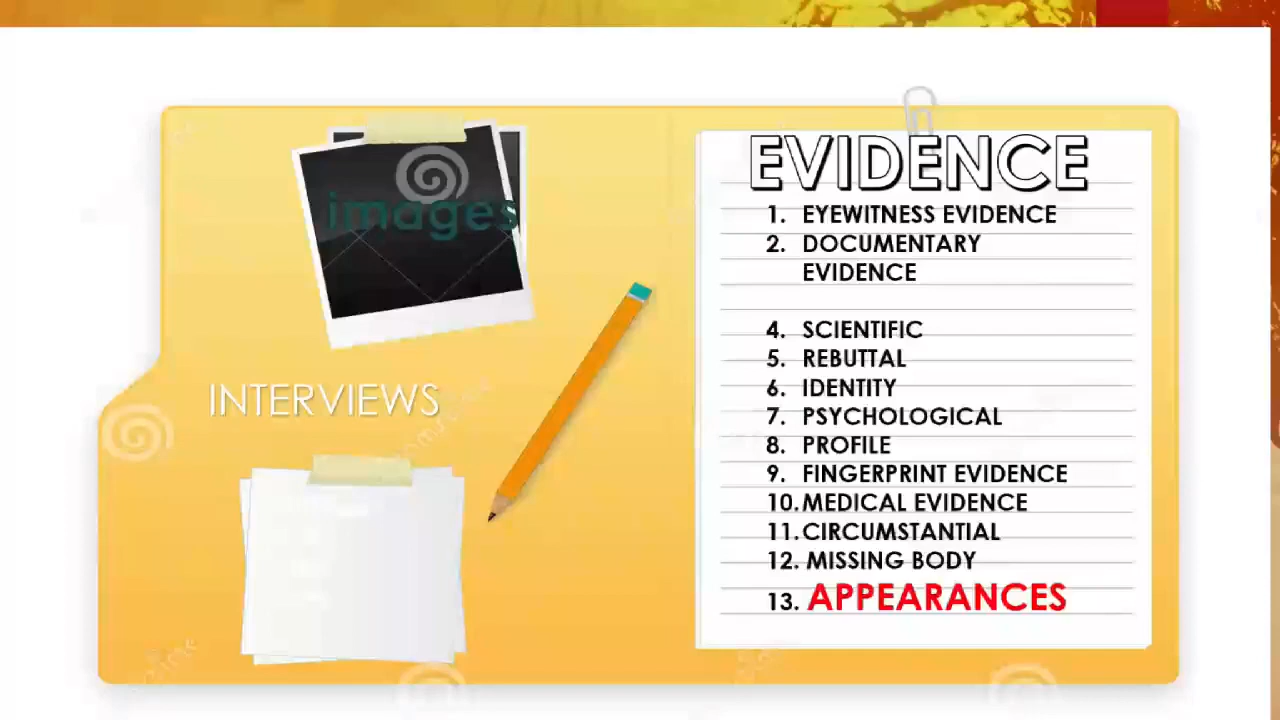 EVIDENCE
1. EYEWITNESS EVIDENCE
2. DOCUMENTARY
EVIDENCE
4. SCIENTIFIC
5. REBUTTAL
6. IDENTITY
7. PSYCHOLOGICAL
8. PROFILE
9. FINGERPRINT EVIDENCE
10. MEDICAL EVIDENCE
11. CIRCUMSTANTIAL
12. MISSING BODY
13. APPEARANCES
images
INTERVIEWS